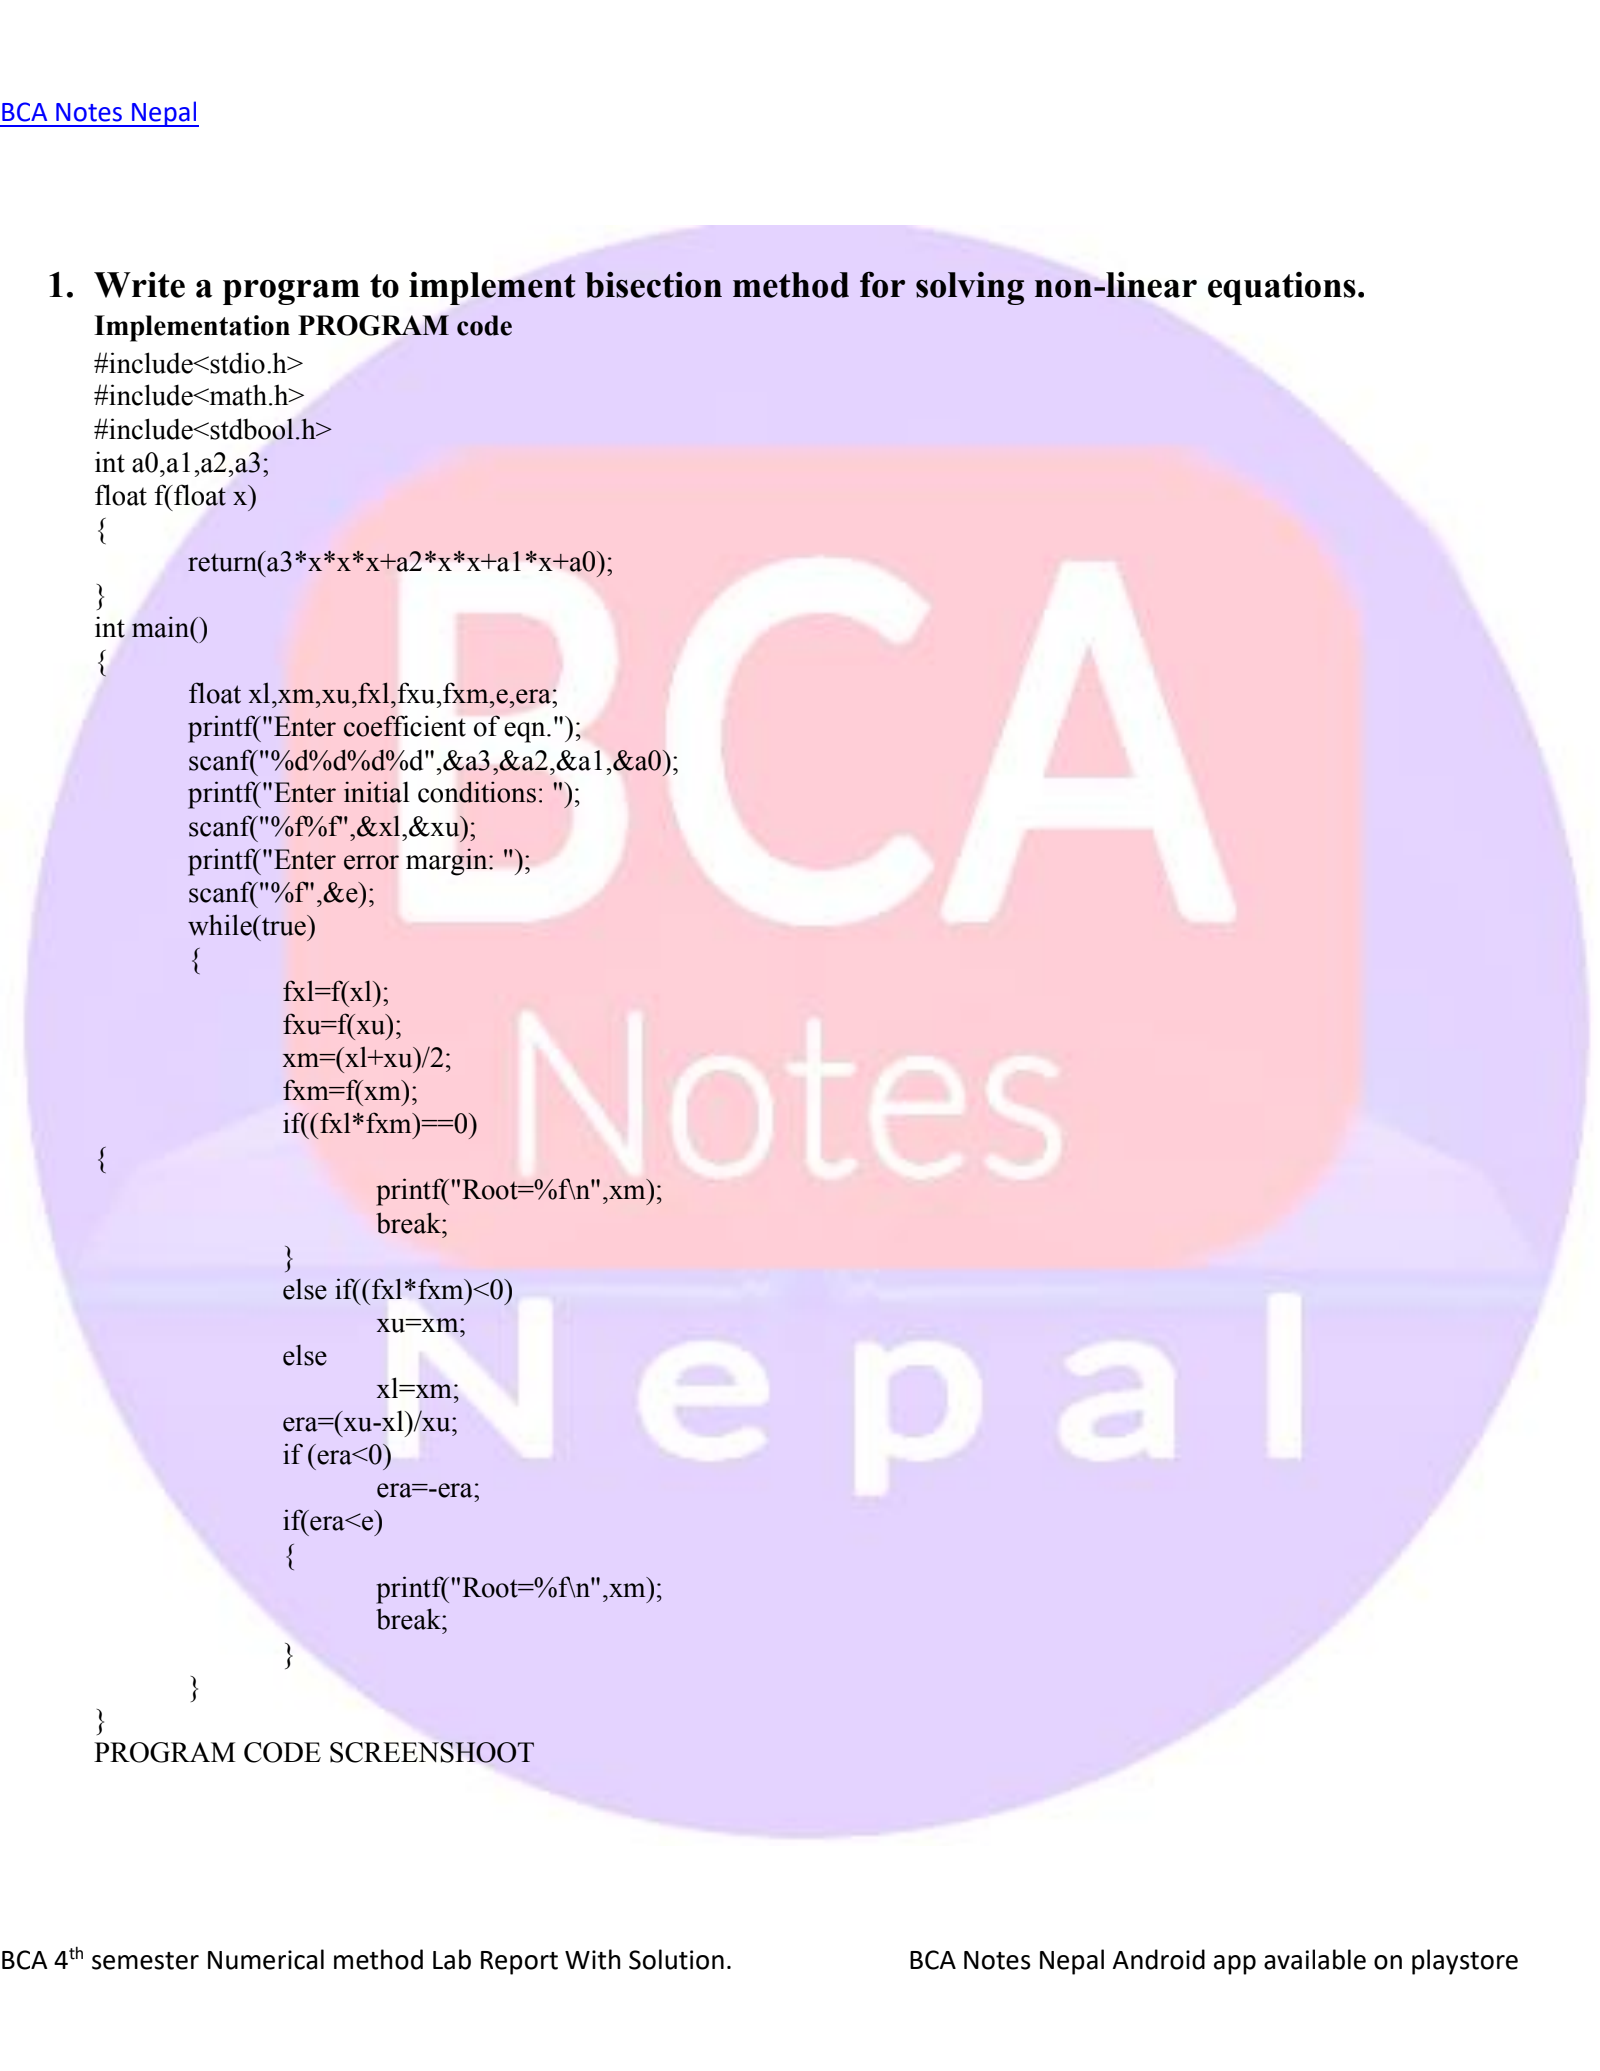 BCA Notes Nepal
1. Write a program to implement bisection method for solving non-linear equations.
Implementation PROGRAM code
#include<stdio.h>
#include<math.h>
#include<stdbool.h>
int a0,a1,a2,a3;
float f(float x)
{
return(a3*x*x*x+a2*x*x+a1*x+a0);
}
int main()
{
float xl,xm,xu,fxl,fxu,fxm,e,era;
printf("Enter coefficient of eqn.");
scanf("%d%d%d%d",&a3,&a2,&a1,&a0);
printf("Enter initial conditions: ");
scanf("%f%f",&xl,&xu);
printf("Enter error margin: ");
scanf("%f",&e);
while(true)
{
fxl=f(xl);
fxu=f(xu);
xm=(xl+xu)/2;
fxm=f(xm);
if((fxl*fxm)==0)
{
printf("Root=%f\n",xm);
break;
}
else if((fxl*fxm)<0)
xu=xm;
else
xl=xm;
era=(xu-xl)/xu;
if (era<0)
era=-era;
if(era<e)
{
printf("Root=%f\n",xm);
break;
}
}
}
PROGRAM CODE SCREENSHOOT
BCA
Notes
Nepal
BCA 4th semester Numerical method Lab Report With Solution. BCA Notes Nepal Android app available on playstore